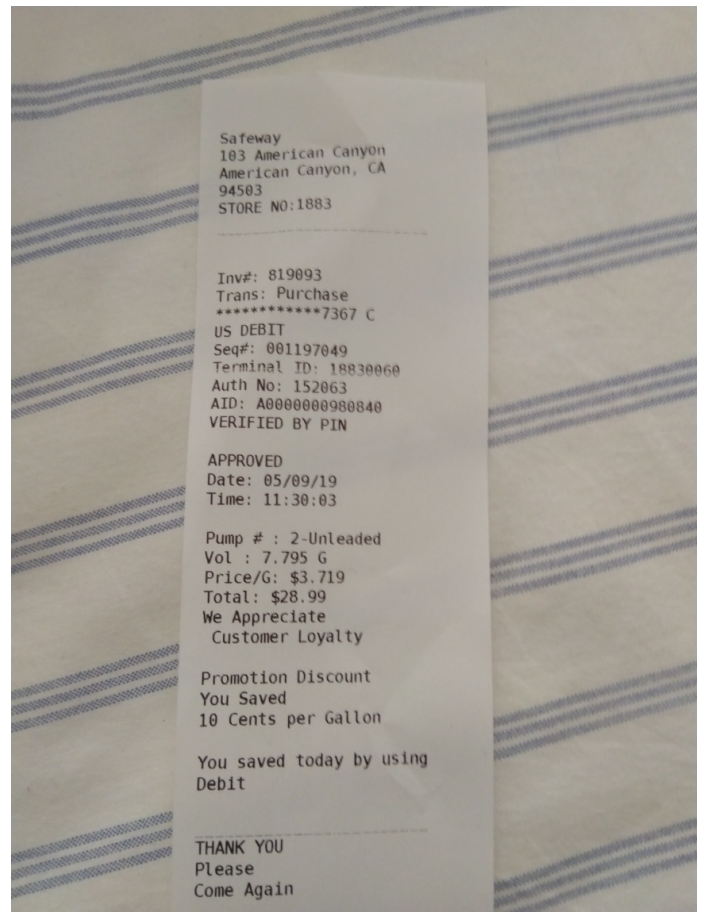 Safeway
103 American Canyon
American Canyon, CA
94503
STORE NO:1883
Inv#: 819093
Trans: Purchase
************7367 C
US DEBIT
Seq#: 001197049
Terminal ID: 18830060
Auth No: 152063
AID: A0000000980840
VERIFIED BY PIN
APPROVED
Date: 05/09/19
Time: 11:30:03
Pump # : 2-Unleaded
Vol : 7.795 G
Price/G: $3.719
Total: $28.99
We Appreciate
Customer Loyalty
Promotion Discount
You Saved
10 Cents per Gallon
You saved today by using
Debit
THANK YOU
Please
Come Again